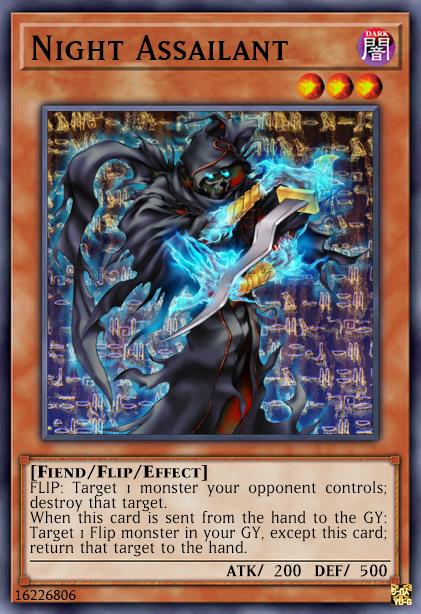 Night Assailant
DARK
闇
[Fiend/Flip/Effect]
FLIP: Target 1 monster your opponent controls;
destroy that target.
When this card is sent from the hand to the GY:
Target 1 Flip monster in your GY, except this card;
return that target to the hand.
ATK/ 200 DEF/ 500
16226806